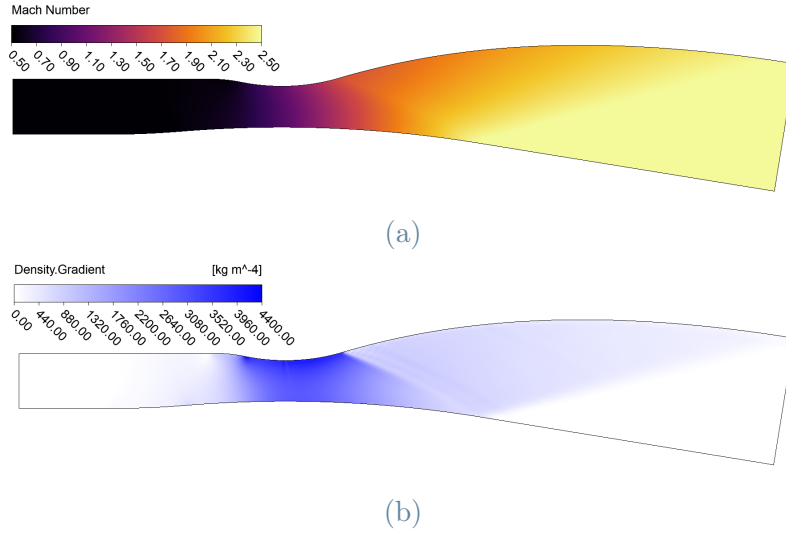 Mach Number
0.50 0.70 0.90 1.10 1.30 1.50 1.70 1.90 2.10 2.30 2.50
(a)
Density.Gradient [kg m^-4]
0.00 440.00 880.00 1320.00 1760.00 2200.00 2640.00 3080.00 3520.00 3960.00 4400.00
(b)